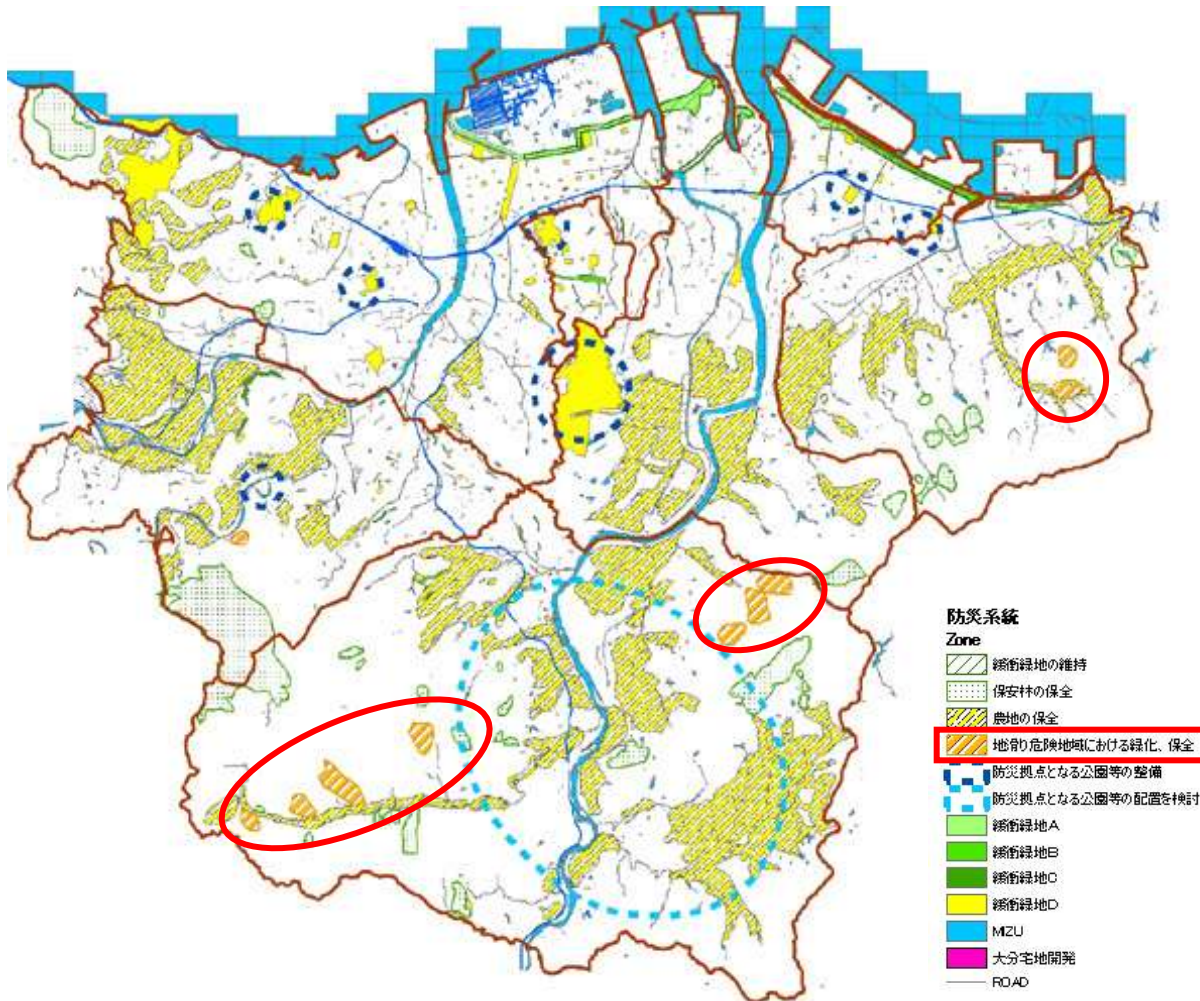 防災系統
Zone
緩衝緑地の維持
保安林の保全
農地の保全
地滑り危険地域における緑化、保全
防災拠点となる公園等の整備
防災拠点となる公園等の配置を検討
緩衝緑地A
緩衝緑地B
緩衝緑地C
緩衝緑地D
MIZU
大分宅地開発
ROAD